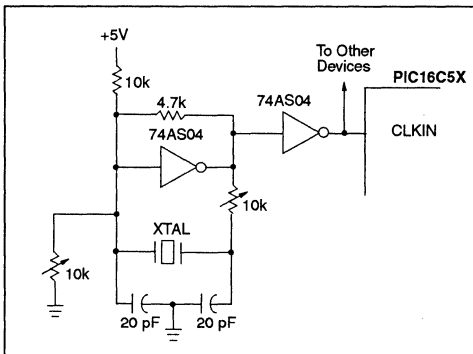 +5V
10k
4.7k
74AS04
74AS04
To Other
Devices
PIC16C5X
CLKIN
10k
XTAL
10k
20 pF
20 pF